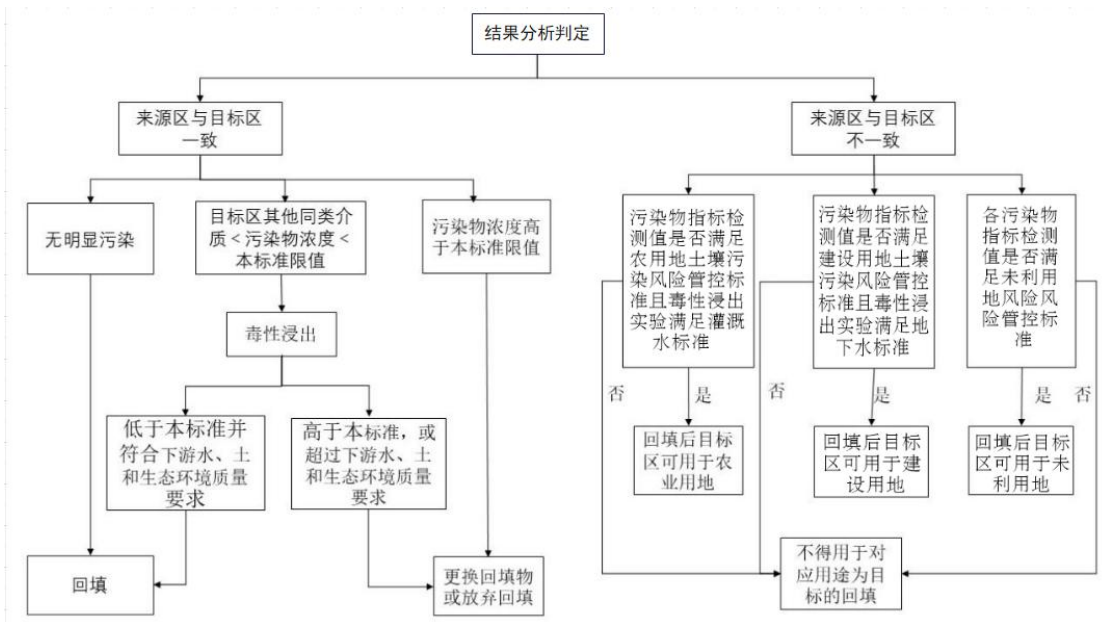 结果分析判定
来源区与目标区
一致
来源区与目标区
不一致
无明显污染
目标区其他同类介
质<污染物浓度<
本标准限值
污染物浓度高
于本标准限值
污染物指标检
测值是否满足
农用地土壤污
染风险管控标
准且毒性浸出
实验满足灌溉
水标准
污染物指标检
测值是否满足
建设用地土壤
污染风险管控
标准且毒性浸
出实验满足地
下水标准
各污染物
指标检测
值是否满
足未利用
地风险风
险管控标
准
毒性浸出
否
是
否
是
是
否
低于本标准并
符合下游水、土
和生态环境质量
要求
高于本标准，或
超过下游水、土
和生态环境质量
要求
回填后目标
区可用于农
业用地
回填后目标
区可用于建
设用地
回填后目标
区可用于未
利用地
回填
更换回填物
或放弃回填
不得用于对
应用途为目
标的回填